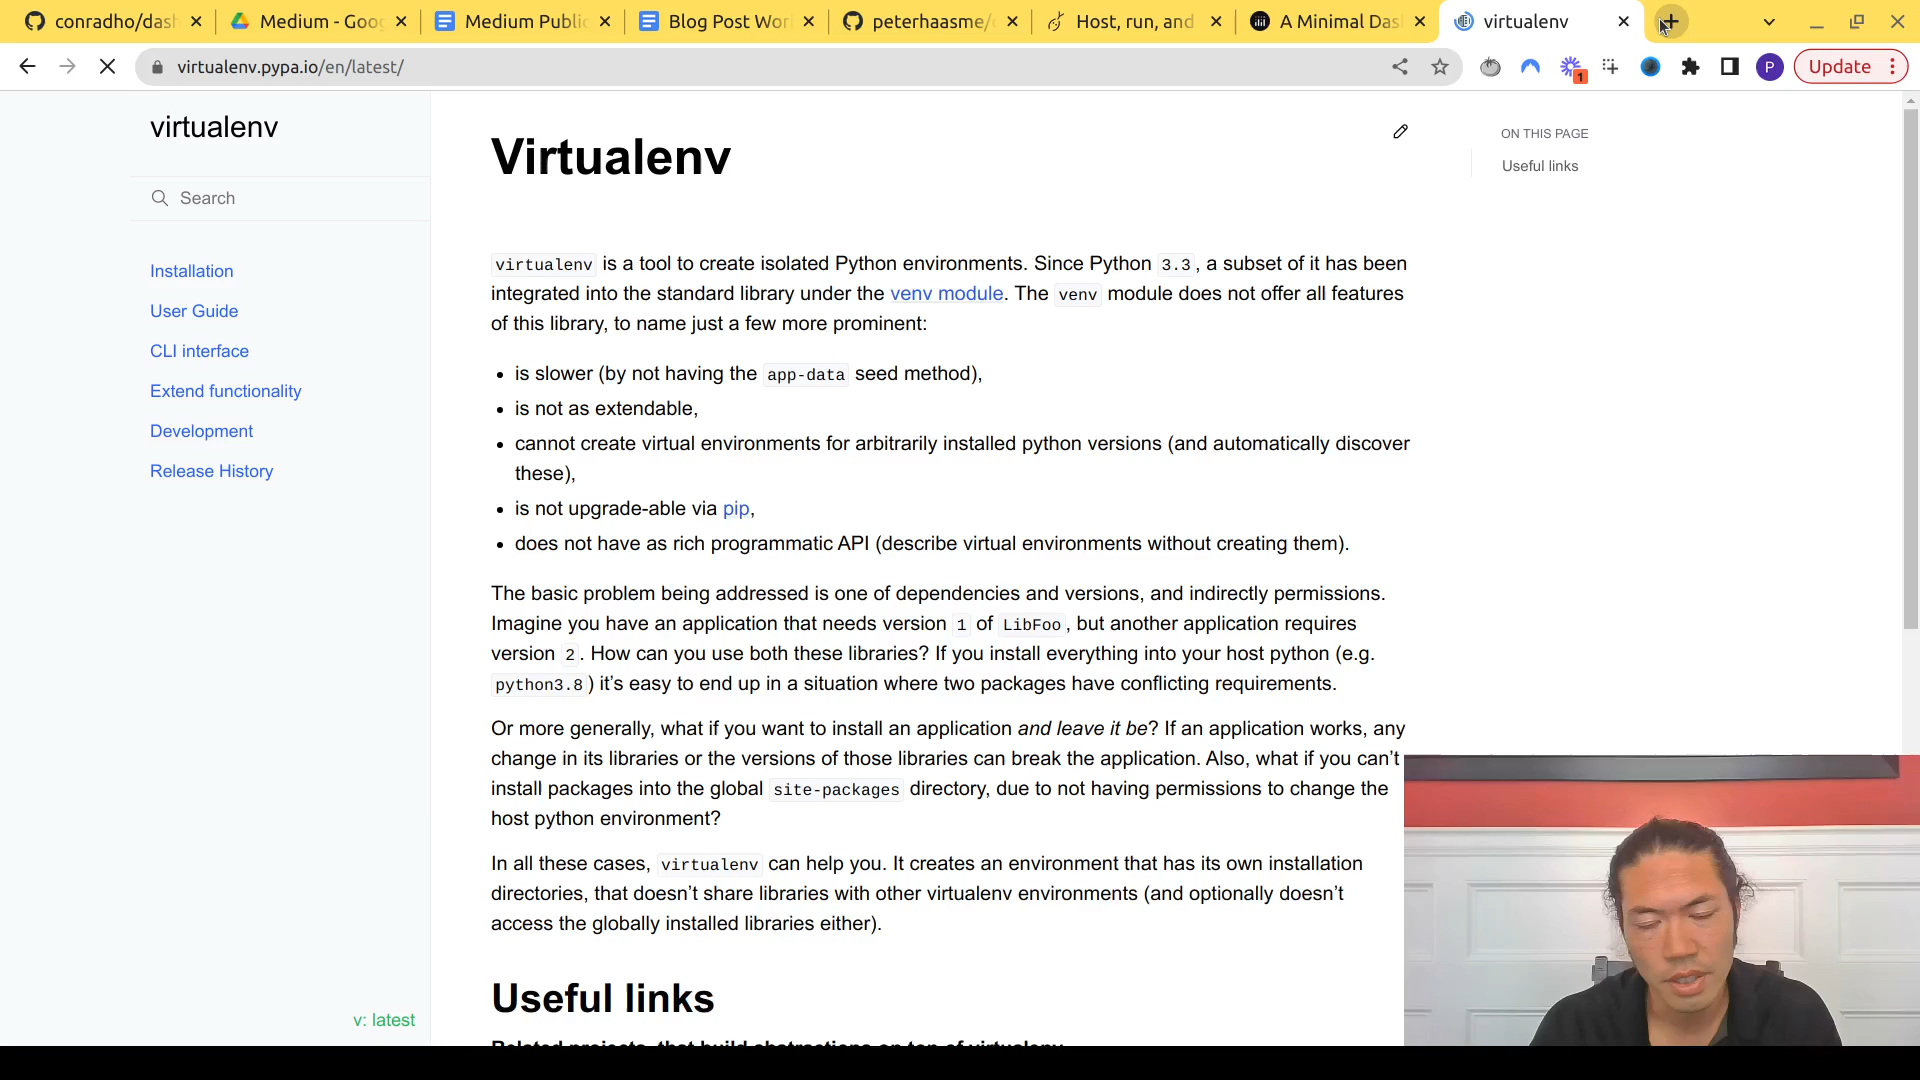 conradho/dash
Medium - Goog
Medium Public
Blog Post Wor
peterhaasme/
Host, run, and
A Minimal Das
virtualenv
virtualenv.pypa.io/en/latest/
1
P
Update
virtualenv
Search
Installation
User Guide
CLI interface
Extend functionality
Development
Release History
v: latest
Virtualenv
virtualenv is a tool to create isolated Python environments. Since Python 3.3, a subset of it has been
integrated into the standard library under the venv module. The venv module does not offer all features
of this library, to name just a few more prominent:
• is slower (by not having the app-data seed method),
• is not as extendable,
• cannot create virtual environments for arbitrarily installed python versions (and automatically discover
these),
• is not upgrade-able via pip,
• does not have as rich programmatic API (describe virtual environments without creating them).
The basic problem being addressed is one of dependencies and versions, and indirectly permissions.
Imagine you have an application that needs version 1 of LibFoo, but another application requires
version 2. How can you use both these libraries? If you install everything into your host python (e.g.
python3.8) it’s easy to end up in a situation where two packages have conflicting requirements.
Or more generally, what if you want to install an application and leave it be? If an application works, any
change in its libraries or the versions of those libraries can break the application. Also, what if you can’t
install packages into the global site-packages directory, due to not having permissions to change the
host python environment?
In all these cases, virtualenv can help you. It creates an environment that has its own installation
directories, that doesn’t share libraries with other virtualenv environments (and optionally doesn’t
access the globally installed libraries either).
Useful links
Related projects, that build abstractions on top of virtualenv
ON THIS PAGE
Useful links